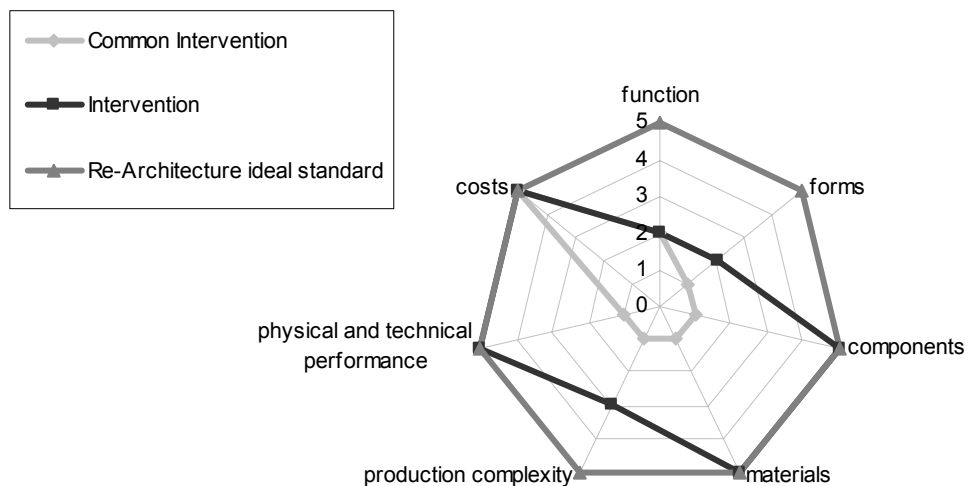 Common Intervention
Intervention
Re-Architecture ideal standard
function
5
4
3
2
1
0
costs
forms
physical and technical
performance
components
production complexity
materials